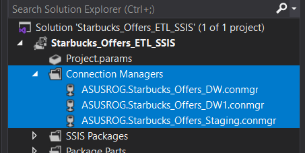 Search Solution Explorer (Ctrl+;)
Solution 'Starbucks_Offers_ETL_SSIS' (1 of 1 project)
Starbucks_Offers_ETL_SSIS
Project.params
Connection Managers
ASUSROG.Starbucks_Offers_DW.conmgr
ASUSROG.Starbucks_Offers_DW1.conmgr
ASUSROG.Starbucks_Offers_Staging.conmgr
SSIS Packages
Package Parts